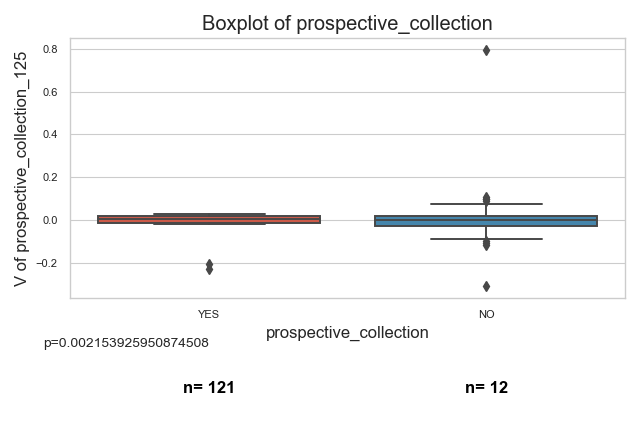 Boxplot of prospective_collection
V of prospective_collection_125
0.8
0.6
0.4
0.2
0.0
−0.2
YES
NO
prospective_collection
p=0.002153925950874508
n= 121
n= 12